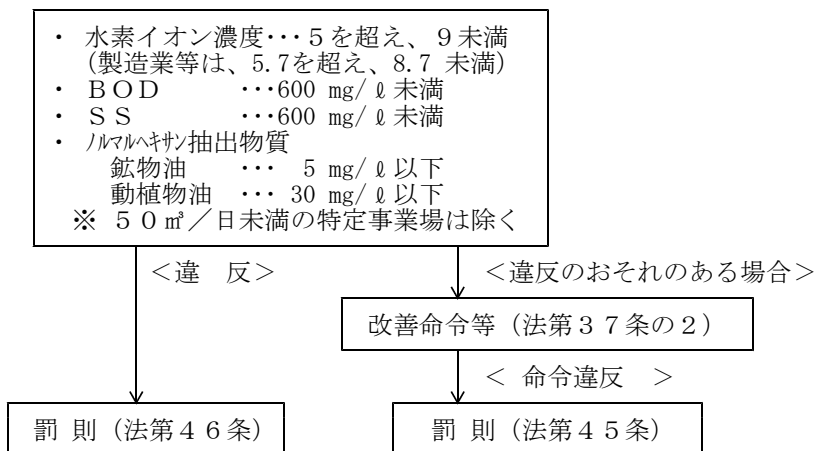 ・ 水素イオン濃度･･･５を超え、９未満
（製造業等は、5.7を超え、8.7 未満）
・ ＢＯＤ ･･･600 mg/ℓ未満
・ ＳＳ ･･･600 mg/ℓ未満
・ ﾉﾙﾏﾙﾍｷｻﾝ抽出物質
鉱物油 ･･･ 5 mg/ℓ以下
動植物油 ･･･ 30 mg/ℓ以下
※ ５０㎥／日未満の特定事業場は除く
＜違 反＞ ＜違反のおそれのある場合＞
改善命令等（法第３７条の２）
＜ 命令違反 ＞
罰 則（法第４６条） 罰 則（法第４５条）